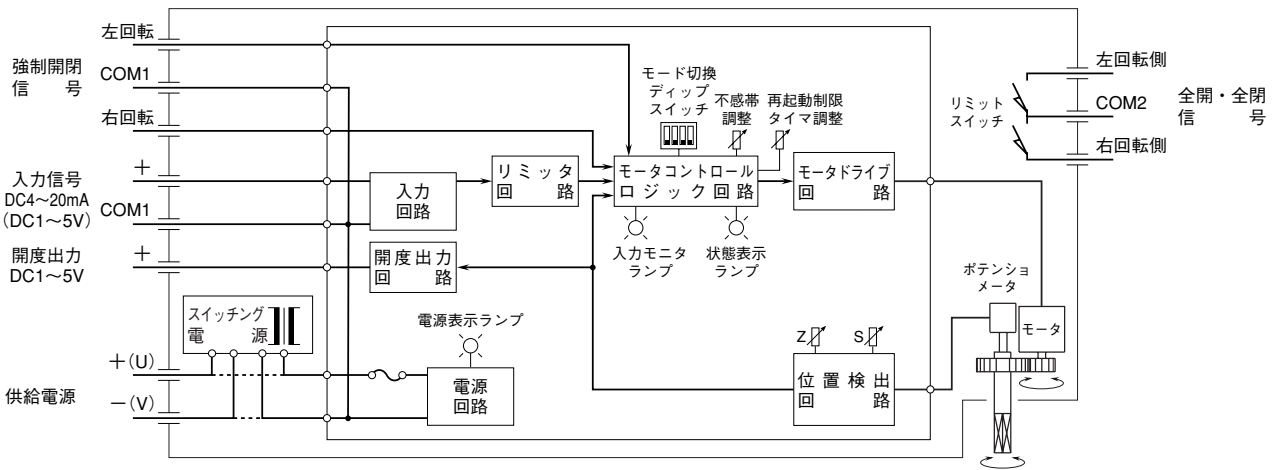 左回転
強制開閉
信　号
COM1
右回転
入力信号
DC4～20mA
(DC1～5V)
＋
COM1
開度出力
DC1～5V
＋
供給電源
＋(U)
－(V)
スイッチング
電　源
入力
回路
開度出力
回　路
電源表示ランプ
電源
回路
リミッタ
回　路
モード切換
ディップ
スイッチ
不感帯
調整
再起動制限
タイマ調整
モータコントロール
ロジック回路
入力モニタ
ランプ
状態表示
ランプ
モータドライブ
回　路
Z
S
位置検出
回　路
ポテンショ
メータ
モータ
リミット
スイッチ
左回転側
COM2
右回転側
全開・全閉
信　号